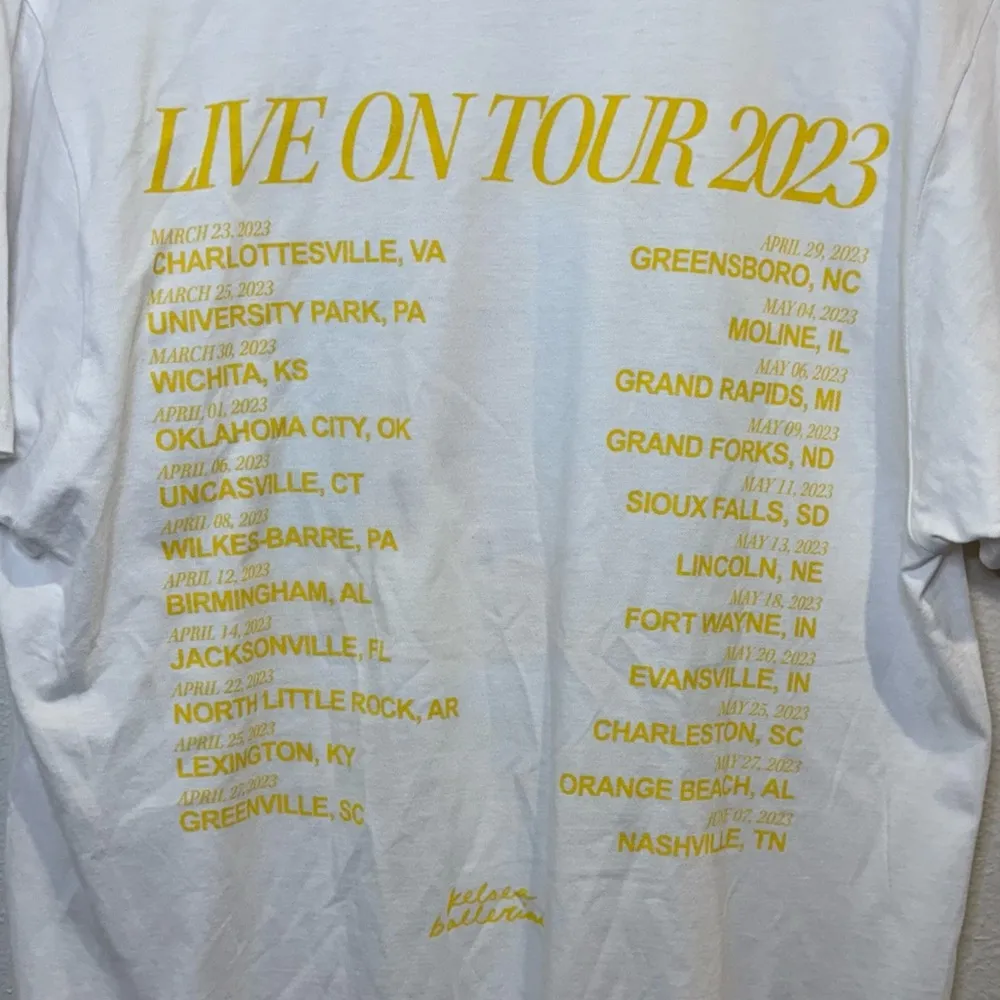 LIVE ON TOUR 2023
MARCH 23, 2023
CHARLOTTESVILLE, VA
MARCH 25, 2023
UNIVERSITY PARK, PA
MARCH 30, 2023
WICHITA, KS
APRIL 01, 2023
OKLAHOMA CITY, OK
APRIL 06, 2023
UNCASVILLE, CT
APRIL 08, 2023
WILKES-BARRE, PA
APRIL 12, 2023
BIRMINGHAM, AL
APRIL 14, 2023
JACKSONVILLE, FL
APRIL 22, 2023
NORTH LITTLE ROCK, AR
APRIL 25, 2023
LEXINGTON, KY
APRIL 27, 2023
GREENVILLE, SC
APRIL 29, 2023
GREENSBORO, NC
MAY 04, 2023
MOLINE, IL
MAY 06, 2023
GRAND RAPIDS, MI
MAY 09, 2023
GRAND FORKS, ND
MAY 11, 2023
SIOUX FALLS, SD
MAY 13, 2023
LINCOLN, NE
MAY 18, 2023
FORT WAYNE, IN
MAY 20, 2023
EVANSVILLE, IN
MAY 25, 2023
CHARLESTON, SC
MAY 27, 2023
ORANGE BEACH, AL
JUNE 07, 2023
NASHVILLE, TN
kelsea
ballerini